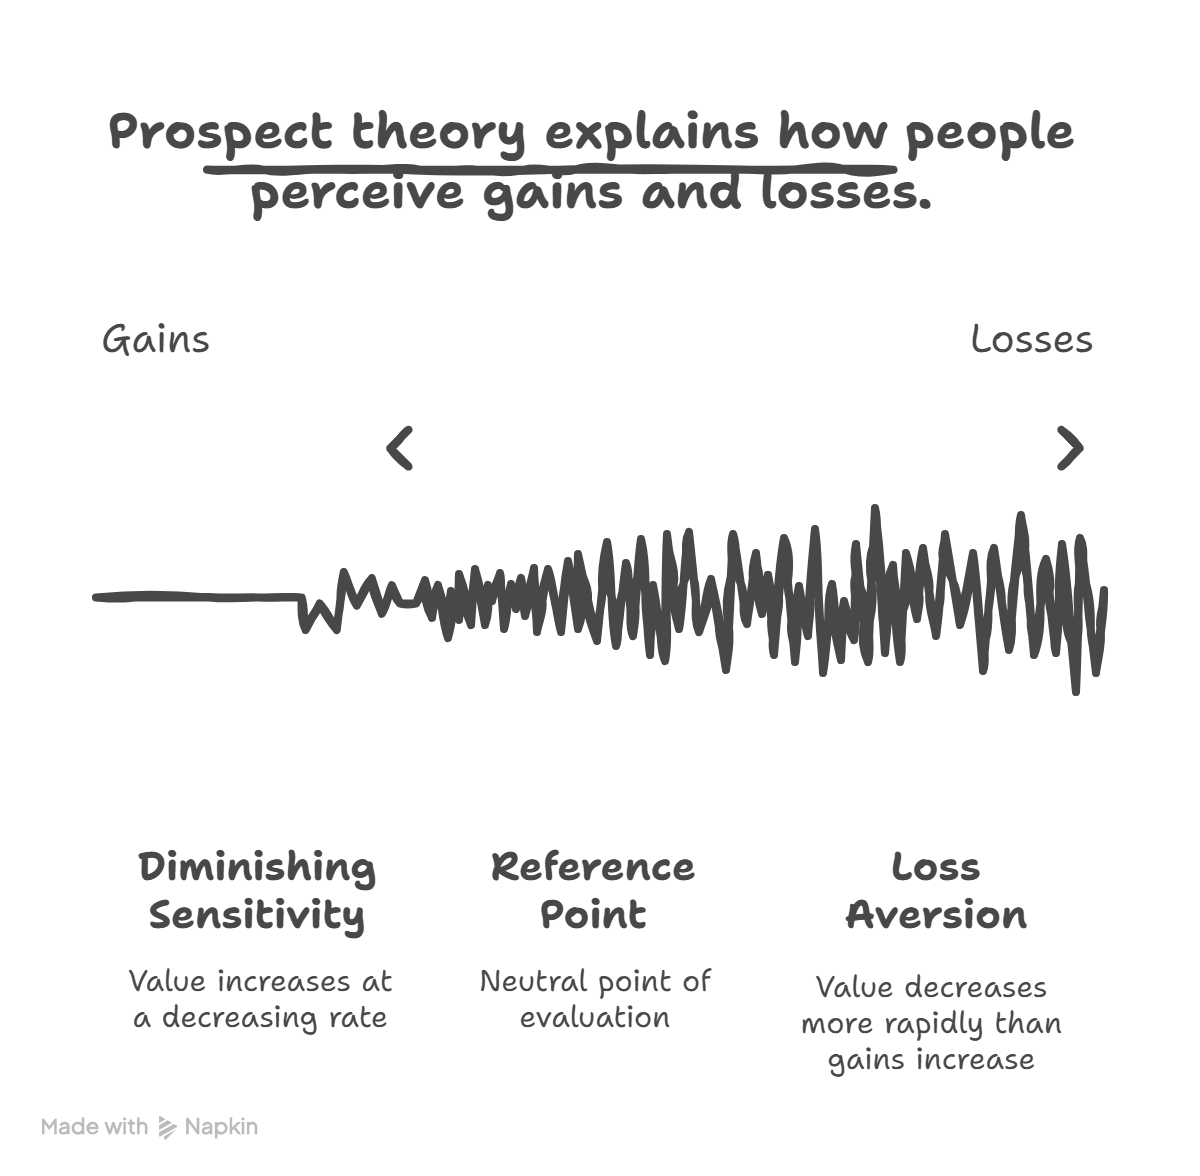 Prospect theory explains how people
perceive gains and losses.
Gains
Losses
Diminishing
Sensitivity
Value increases at
a decreasing rate
Reference
Point
Neutral point of
evaluation
Loss
Aversion
Value decreases
more rapidly than
gains increase
Made with Napkin